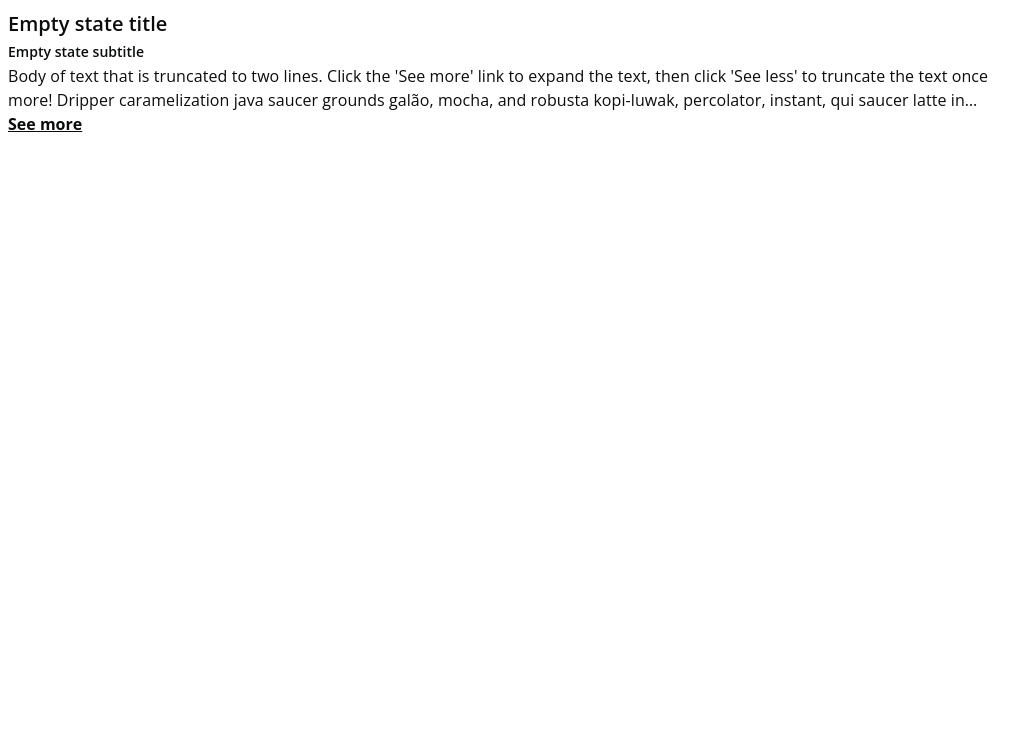 Empty state title
Empty state subtitle
Body of text that is truncated to two lines. Click the 'See more' link to expand the text, then click 'See less' to truncate the text once
more! Dripper caramelization java saucer grounds galão, mocha, and robusta kopi-luwak, percolator, instant, qui saucer latte in...
See more